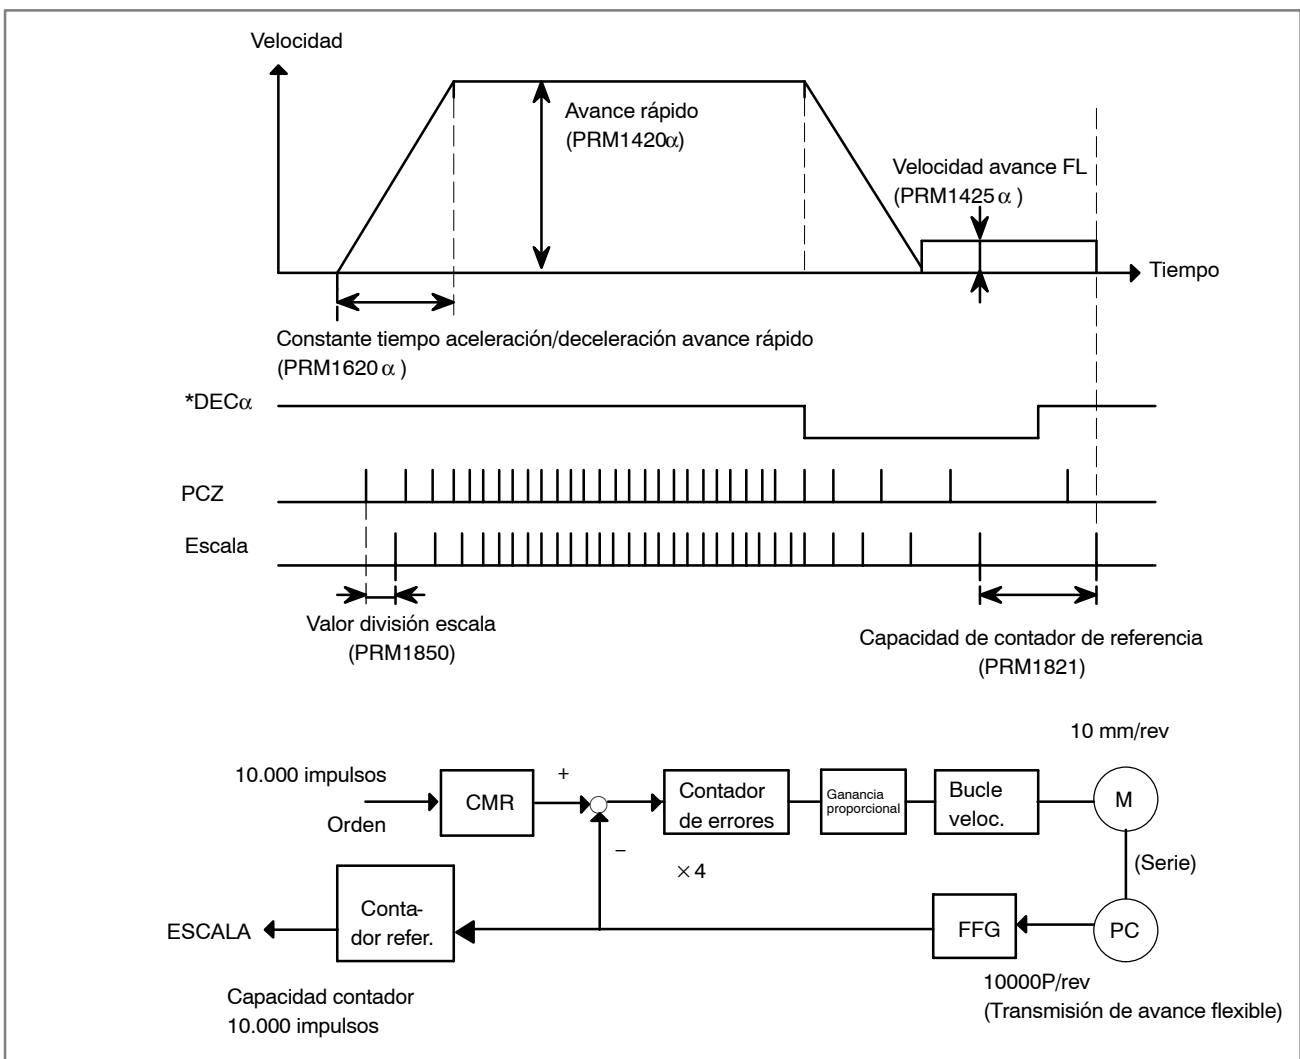 Velocidad
Avance rápido
(PRM1420α)
Velocidad avance FL
(PRM1425 α )
Tiempo
Constante tiempo aceleración/deceleración avance rápido
(PRM1620 α )
*DECα
PCZ
Escala
Valor división escala
(PRM1850)
Capacidad de contador de referencia
(PRM1821)
10 mm/rev
10.000 impulsos
Orden
CMR
+
−
Contador
de errores
Ganancia
proporcional
Bucle
veloc.
M
× 4
(Serie)
ESCALA
Conta-
dor refer.
FFG
PC
Capacidad contador
10.000 impulsos
10000P/rev
(Transmisión de avance flexible)